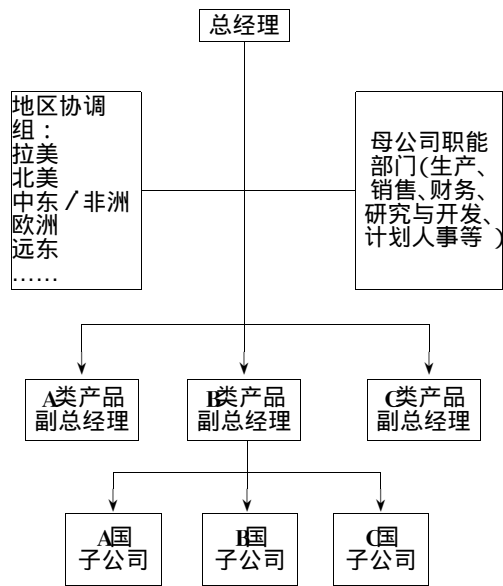 总经理
地区协调
组：
拉美
北美
中东／非洲
欧洲
远东
……
母公司职能
部门(生产、
销售、财务、
研究与开发、
计划人事等 )
A类产品
副总经理
B类产品
副总经理
C类产品
副总经理
A国
子公司
B国
子公司
C国
子公司